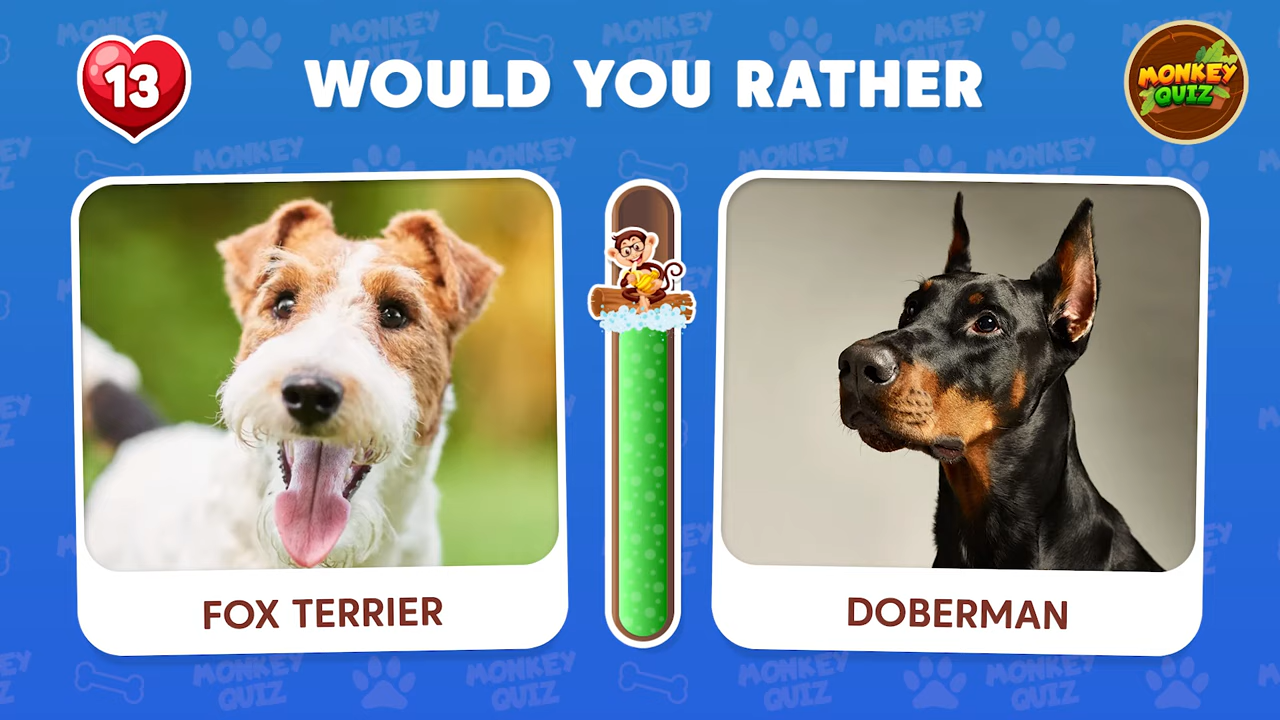 13
WOULD YOU RATHER
MONKEY
QUIZ
FOX TERRIER
DOBERMAN